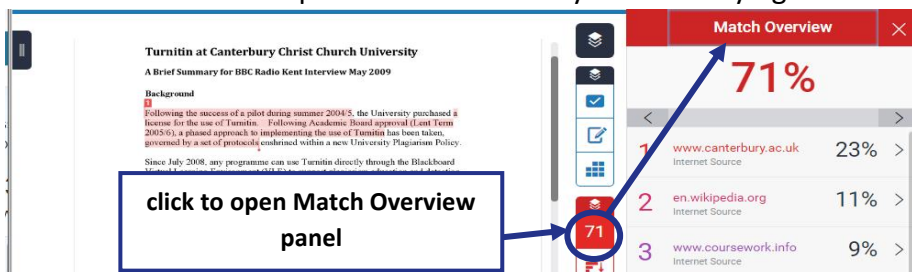 Turnitin at Canterbury Christ Church University
A Brief Summary for BBC Radio Kent Interview May 2009
Background
1
Following the success of a pilot during summer 2004/5, the University purchased a
license for the use of Turnitin. Following Academic Board approval (Lent Term
2005/6), a phased approach to implementing the use of Turnitin has been taken,
governed by a set of protocols enshrined within a new University Plagiarism Policy.
Since July 2008, any programme can use Turnitin directly through the Blackboard
click to open Match Overview
panel
71
Match Overview
71%
1 www.canterbury.ac.uk 23%
Internet Source
2 en.wikipedia.org 11%
Internet Source
3 www.coursework.info 9%
Internet Source